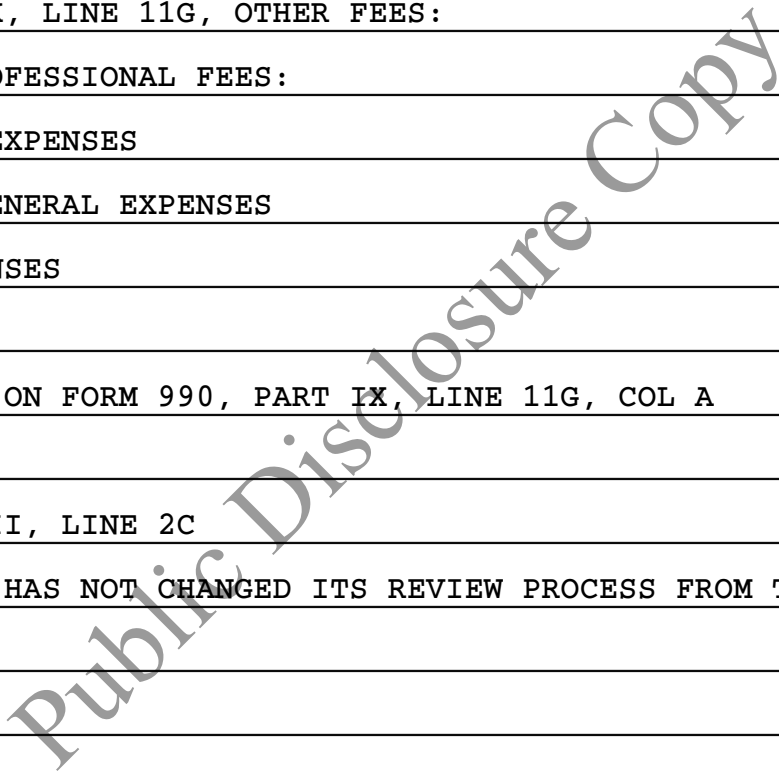 , LINE 11G, OTHER FEES:
OFESSIONAL FEES:
EXPENSES
ENERAL EXPENSES
NSES
ON FORM 990, PART IX, LINE 11G, COL A
II, LINE 2C
HAS NOT CHANGED ITS REVIEW PROCESS FROM T
Public Disclosure Copy